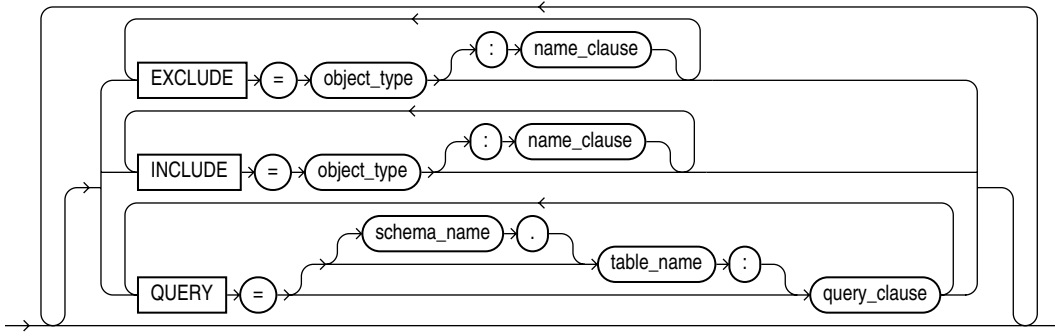 : name_clause
EXCLUDE = object_type
: name_clause
INCLUDE = object_type
schema_name .
table_name :
QUERY = query_clause